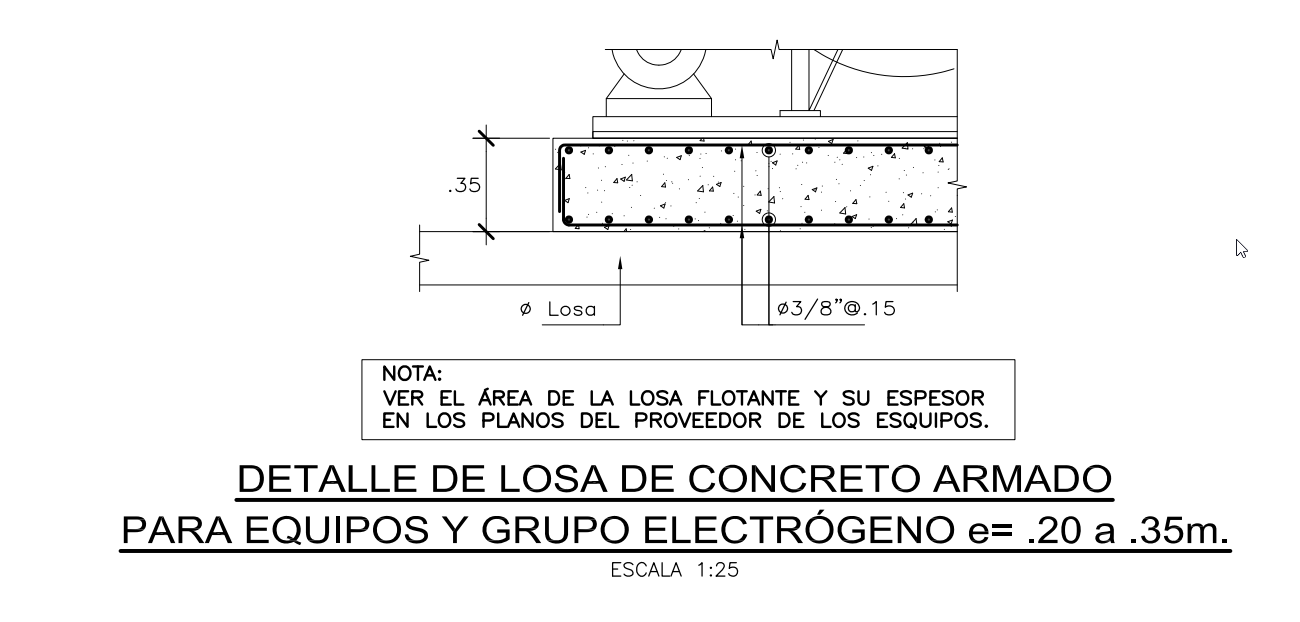 .35
ø Losa
ø3/8"@.15
NOTA:
VER EL ÁREA DE LA LOSA FLOTANTE Y SU ESPESOR
EN LOS PLANOS DEL PROVEEDOR DE LOS ESQUIPOS.
DETALLE DE LOSA DE CONCRETO ARMADO
PARA EQUIPOS Y GRUPO ELECTRÓGENO e= .20 a .35m.
ESCALA 1:25